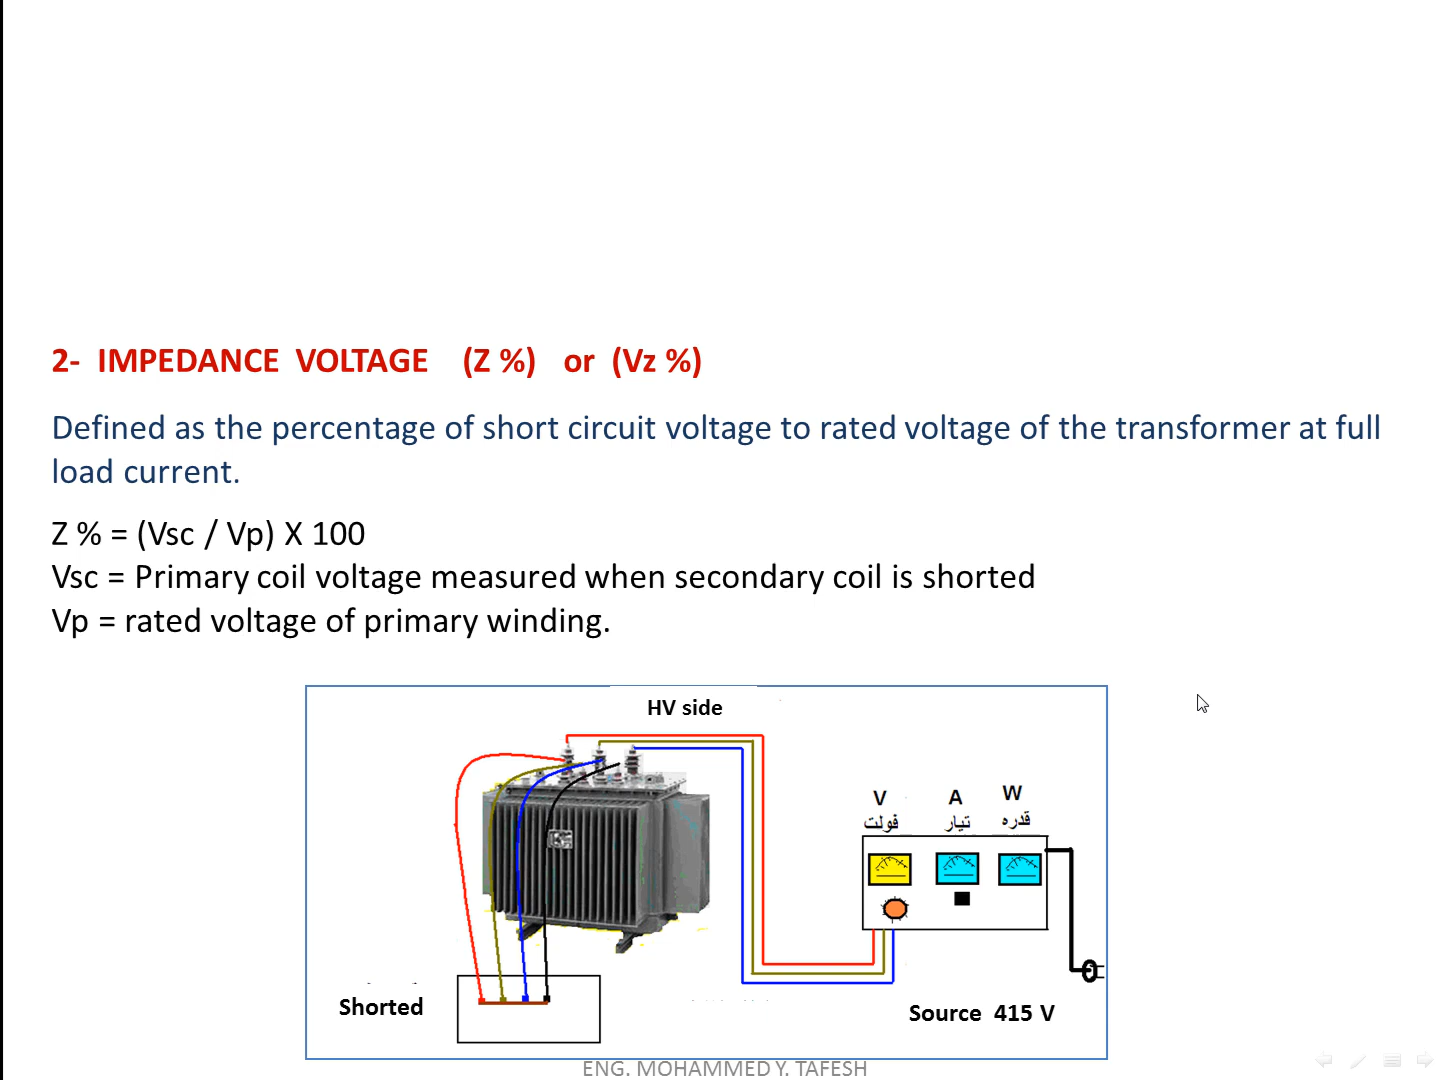 2- IMPEDANCE VOLTAGE (Z %) or (Vz %)
Defined as the percentage of short circuit voltage to rated voltage of the transformer at full
load current.
Z % = (Vsc / Vp) X 100
Vsc = Primary coil voltage measured when secondary coil is shorted
Vp = rated voltage of primary winding.
HV side
V A W
فولت تيار قدره
Shorted
Source 415 V
ENG. MOHAMMED Y. TAFESH